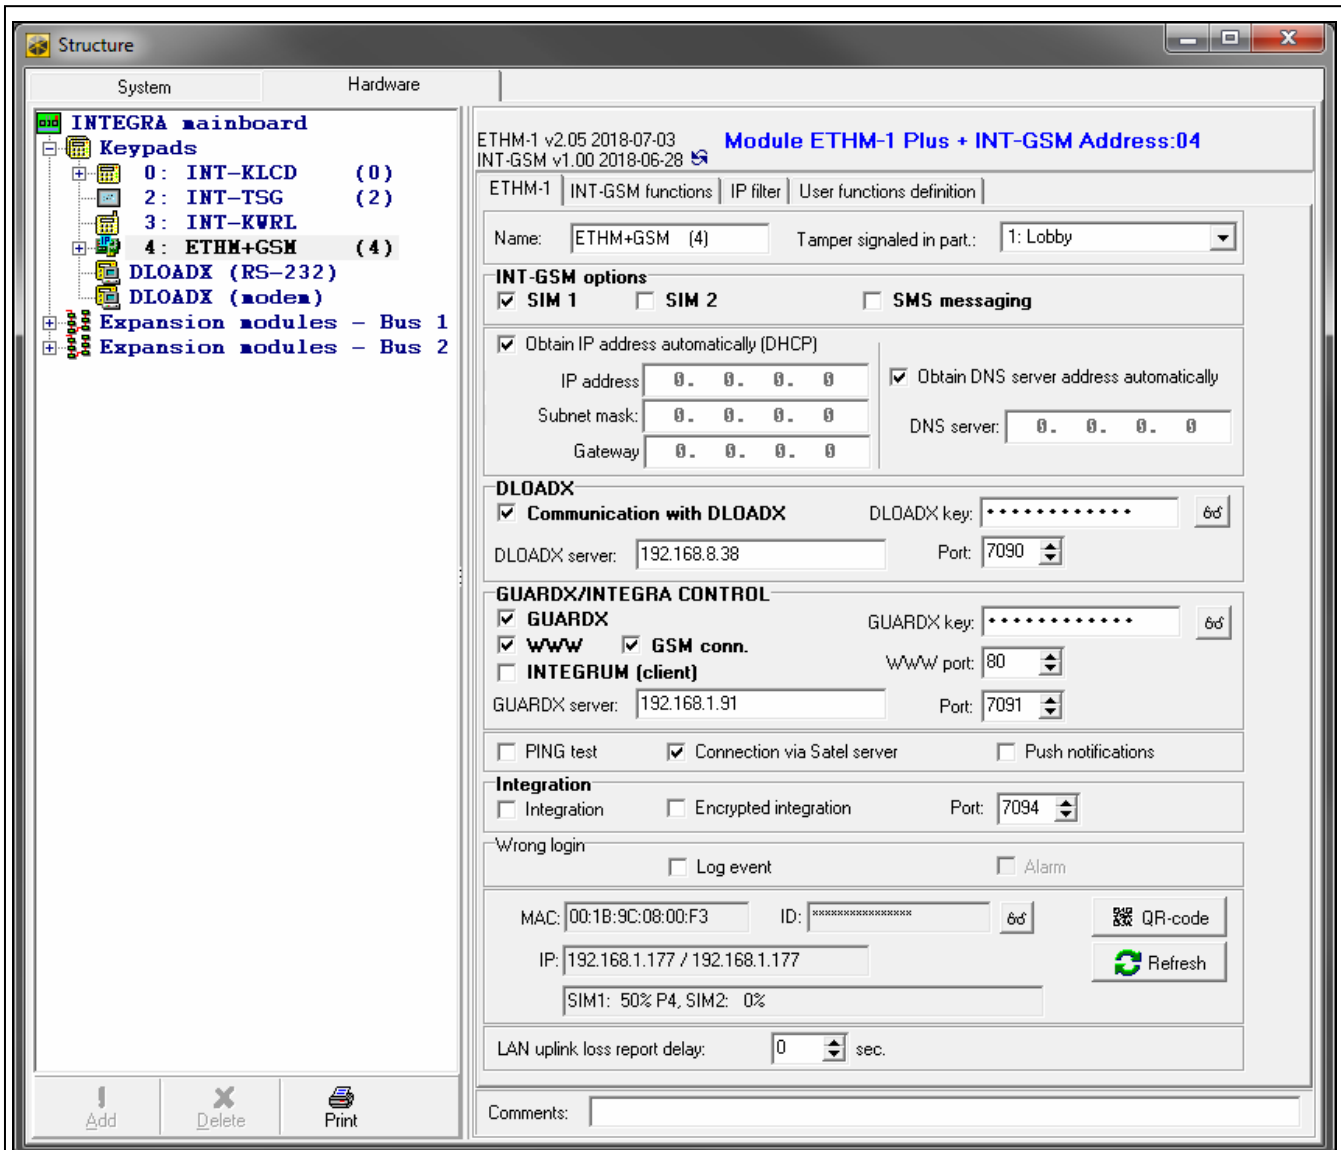 Structure
System Hardware
INTEGRA mainboard
Keypads
0: INT-KLCD (0)
2: INT-TSG (2)
3: INT-KWRL
4: ETHM+GSM (4)
DLOADX (RS-232)
DLOADX (modem)
Expansion modules - Bus 1
Expansion modules - Bus 2
Add Delete Print
ETHM-1 v2.05 2018-07-03
INT-GSM v1.00 2018-06-28
Module ETHM-1 Plus + INT-GSM Address:04
ETHM-1 INT-GSM functions IP filter User functions definition
Name: ETHM+GSM (4) Tamper signaled in part.: 1: Lobby
INT-GSM options
SIM 1 SIM 2 SMS messaging
Obtain IP address automatically (DHCP)
IP address 0. 0. 0. 0
Subnet mask: 0. 0. 0. 0
Gateway 0. 0. 0. 0
Obtain DNS server address automatically
DNS server: 0. 0. 0. 0
DLOADX
Communication with DLOADX DLOADX key: ••••••••••••
DLOADX server: 192.168.8.38 Port: 7090
GUARDX/INTEGRA CONTROL
GUARDX GUARDX key: ••••••••••••
WWW GSM conn. WWW port: 80
INTEGRUM (client)
GUARDX server: 192.168.1.91 Port: 7091
PING test Connection via Satel server Push notifications
Integration
Integration Encrypted integration Port: 7094
Wrong login
Log event Alarm
MAC: 00:1B:9C:08:00:F3 ID: **************** QR-code
IP: 192.168.1.177 / 192.168.1.177 Refresh
SIM1: 50% P4, SIM2: 0%
LAN uplink loss report delay: 0 sec.
Comments: